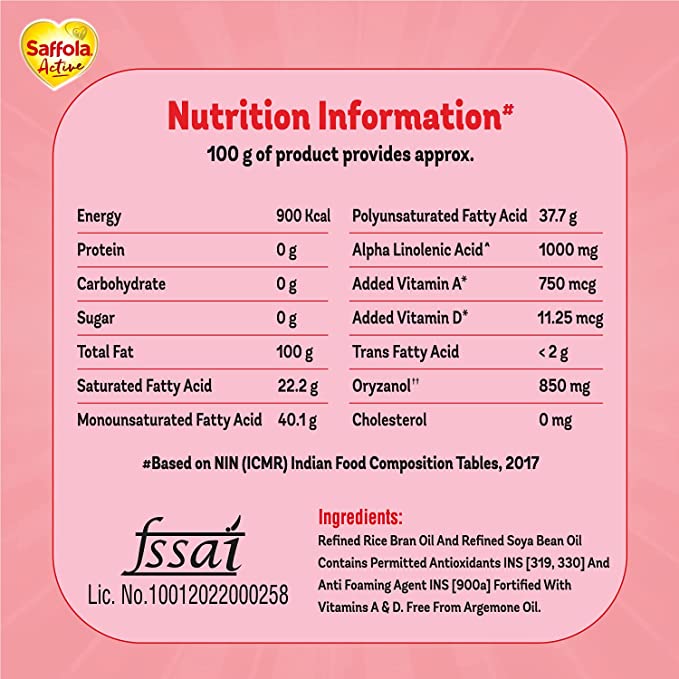 Saffola
Active
Nutrition Information#
100 g of product provides approx.
Energy 900 Kcal
Protein 0 g
Carbohydrate 0 g
Sugar 0 g
Total Fat 100 g
Saturated Fatty Acid 22.2 g
Monounsaturated Fatty Acid 40.1 g
Polyunsaturated Fatty Acid 37.7 g
Alpha Linolenic Acid^ 1000 mg
Added Vitamin A* 750 mcg
Added Vitamin D* 11.25 mcg
Trans Fatty Acid < 2 g
Oryzanol†† 850 mg
Cholesterol 0 mg
#Based on NIN (ICMR) Indian Food Composition Tables, 2017
fssai
Lic. No.10012022000258
Ingredients:
Refined Rice Bran Oil And Refined Soya Bean Oil
Contains Permitted Antioxidants INS [319, 330] And
Anti Foaming Agent INS [900a] Fortified With
Vitamins A & D. Free From Argemone Oil.